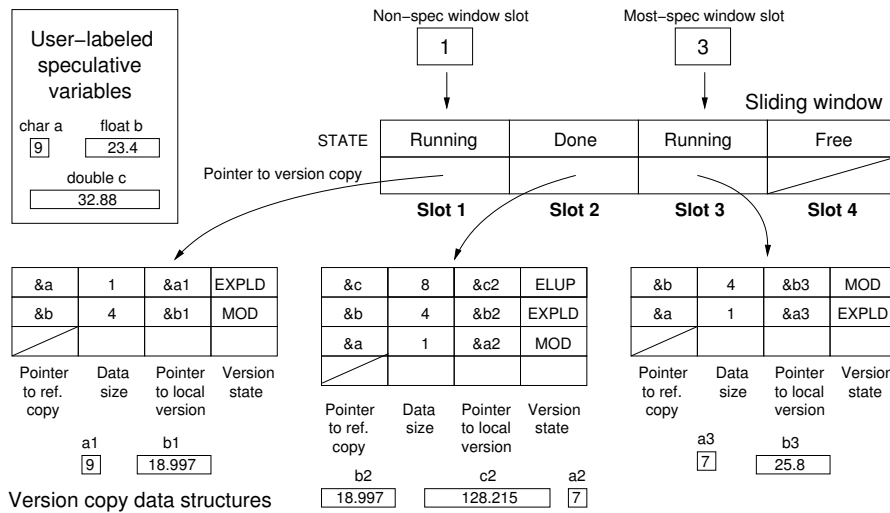 Non-spec window slot
Most-spec window slot
1
3
User-labeled
speculative
variables
char a
float b
9
23.4
double c
32.88
Sliding window
STATE
Running
Done
Running
Free
Pointer to version copy
Slot 1
Slot 2
Slot 3
Slot 4
&a 1 &a1 EXPLD
&b 4 &b1 MOD
Pointer to ref. copy
Data size
Pointer to local version
Version state
a1
9
b1
18.997
&c 8 &c2 ELUP
&b 4 &b2 EXPLD
&a 1 &a2 MOD
Pointer to ref. copy
Data size
Pointer to local version
Version state
b2
18.997
c2
128.215
a2
7
&b 4 &b3 MOD
&a 1 &a3 EXPLD
Pointer to ref. copy
Data size
Pointer to local version
Version state
a3
7
b3
25.8
Version copy data structures